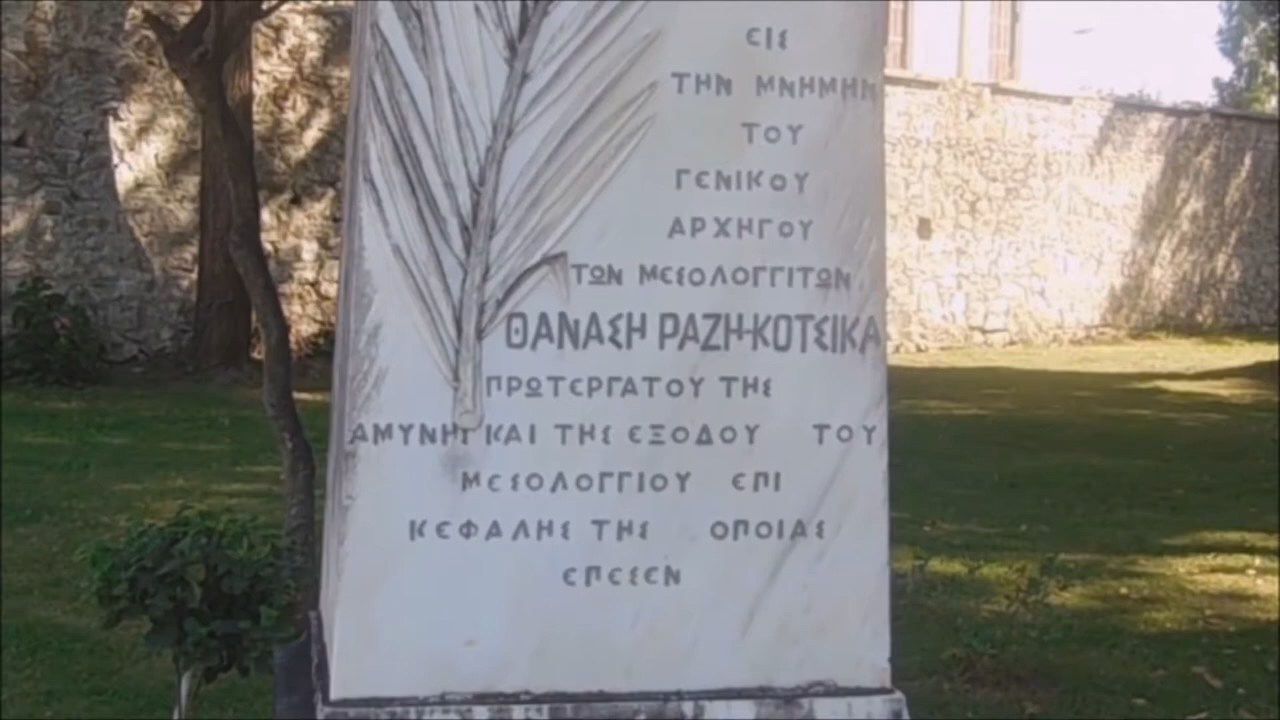 ΕΙΣ
ΤΗΝ ΜΝΗΜΗΝ
ΤΟΥ
ΓΕΝΙΚΟΥ
ΑΡΧΗΓΟΥ
ΤΩΝ ΜΕΣΟΛΟΓΓΙΤΩΝ
ΘΑΝΑΣΗ ΡΑΖΗ-ΚΟΤΣΙΚΑ
ΠΡΩΤΕΡΓΑΤΟΥ ΤΗΣ
ΑΜΥΝΗΣ ΚΑΙ ΤΗΣ ΕΞΟΔΟΥ ΤΟΥ
ΜΕΣΟΛΟΓΓΙΟΥ ΕΠΙ
ΚΕΦΑΛΗΣ ΤΗΣ ΟΠΟΙΑΣ
ΕΠΕΣΕΝ